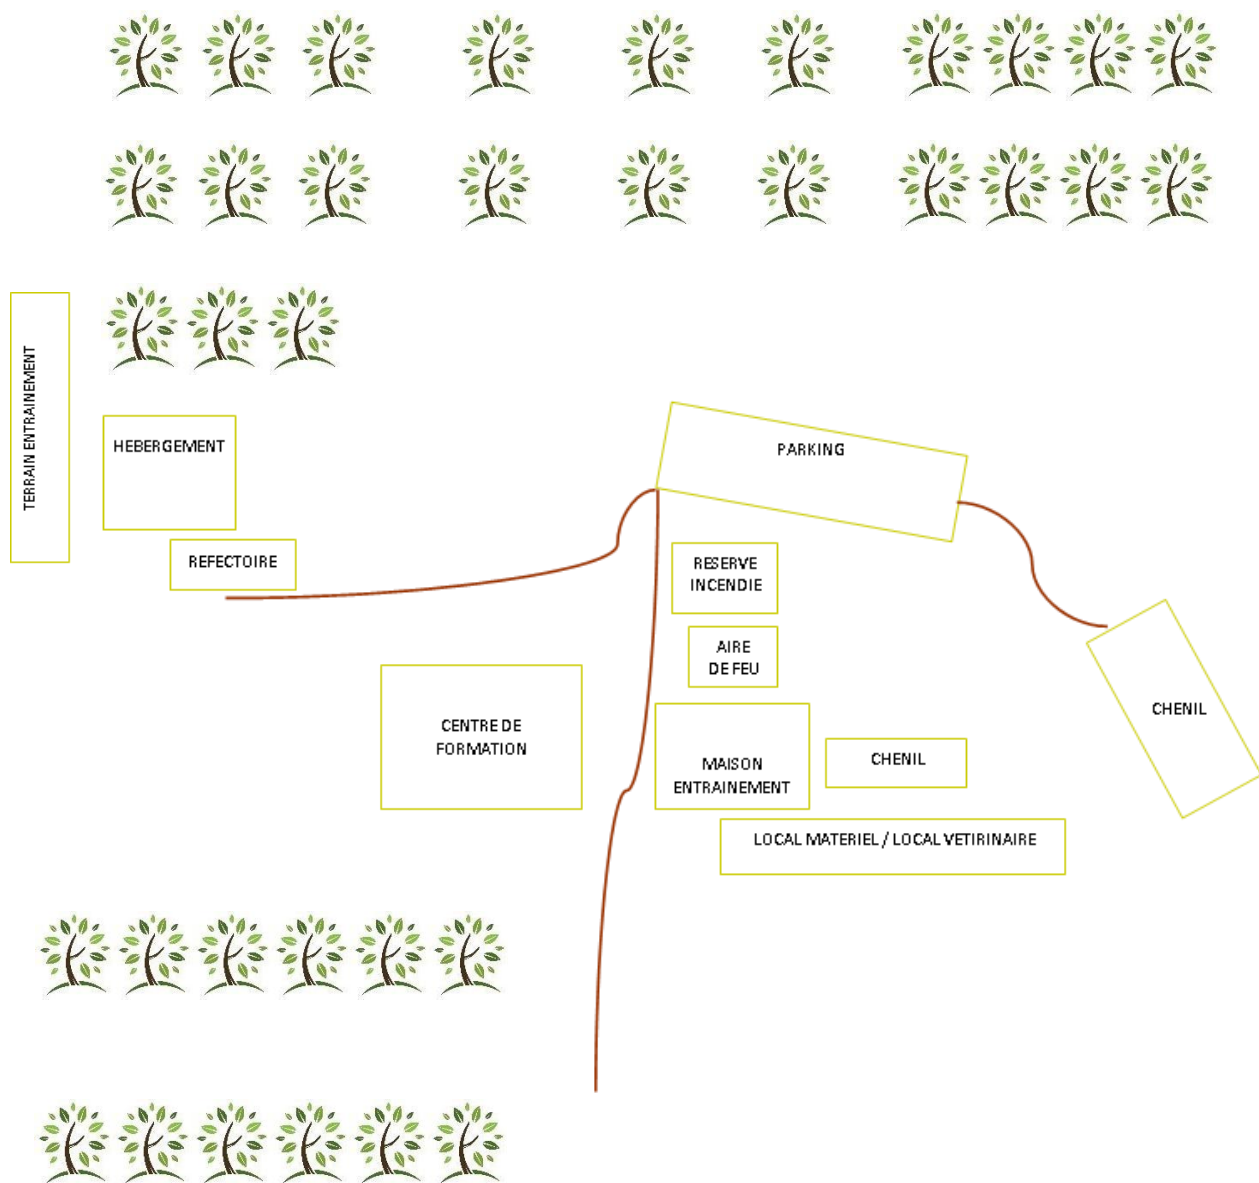 TERRAIN ENTRAINEMENT
HEBERGEMENT
PARKING
REFECTOIRE
RESERVE
INCENDIE
AIRE
DE FEU
CENTRE DE
FORMATION
MAISON
ENTRAINEMENT
CHENIL
CHENIL
LOCAL MATERIEL / LOCAL VETIRINAIRE